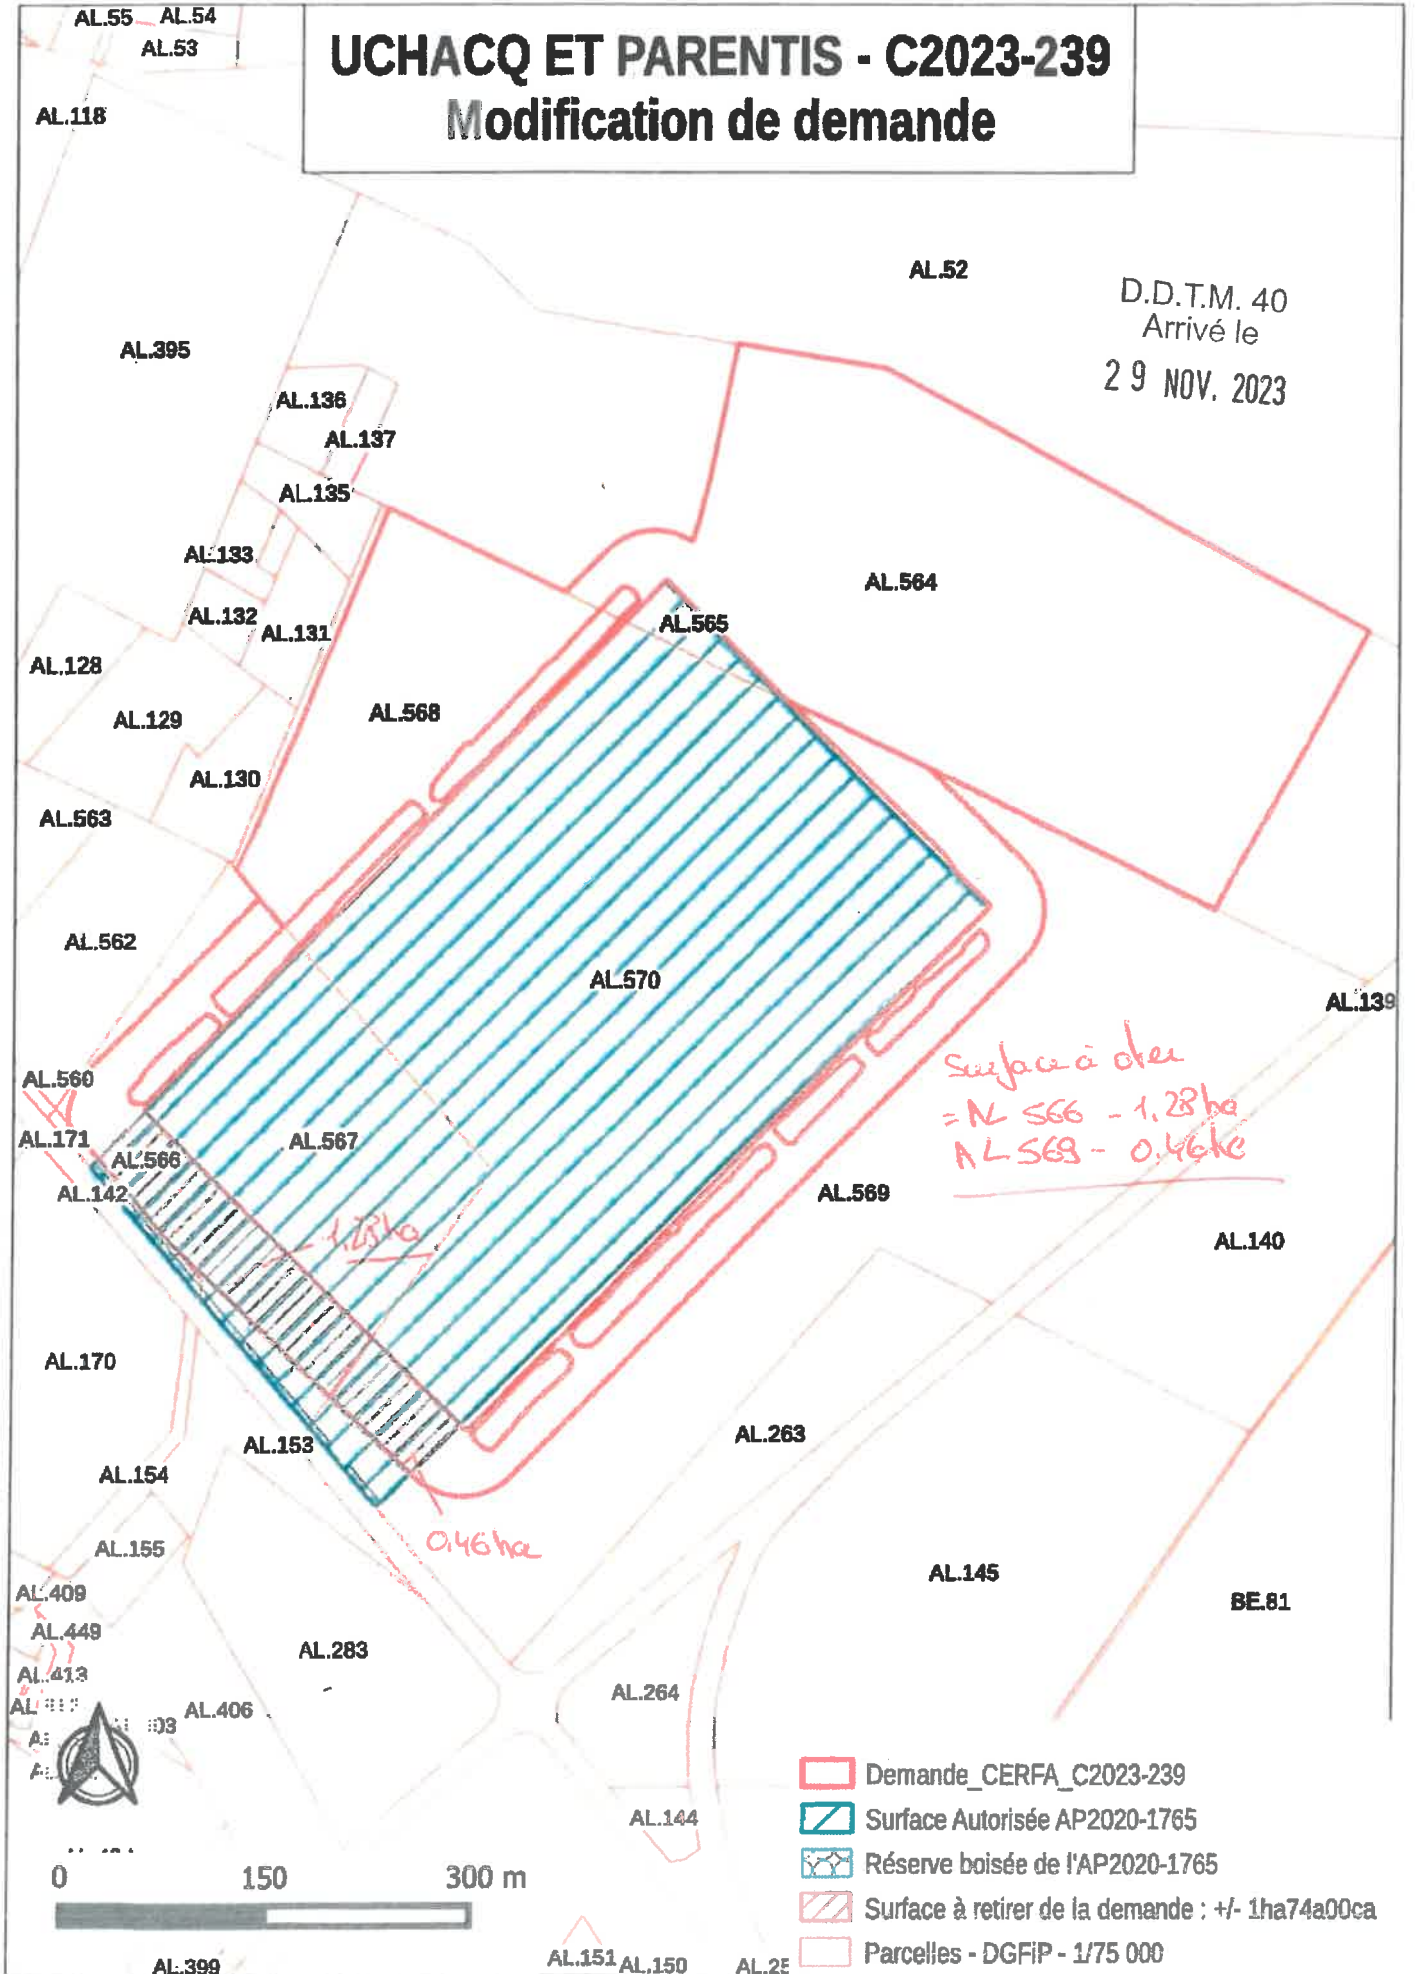 UCHACQ ET PARENTIS - C2023-239
Modification de demande
AL.55
AL.54
AL.53
AL.118
AL.52
D.D.T.M. 40
Arrivé le
29 NOV. 2023
AL.395
AL.136
AL.137
AL.135
AL.133
AL.564
AL.132
AL.131
AL.565
AL.128
AL.129
AL.568
AL.130
AL.563
AL.562
AL.570
AL.139
Surface à oter
= AL 566 - 1,28 ha
AL 569 - 0.46 ha
AL.560
AL.171
AL.566
AL.567
AL.142
AL.569
1,28 ha
AL.140
AL.170
AL.153
AL.263
AL.154
0,46 ha
AL.155
AL.145
AL.409
BE.81
AL.449
AL.283
AL.413
AL.264
AL.406
Demande_CERFA_C2023-239
Surface Autorisée AP2020-1765
AL.144
Réserve boisée de l'AP2020-1765
0 150 300 m
Surface à retirer de la demande : +/- 1ha74a00ca
Parcelles - DGFiP - 1/75 000
AL.399
AL.151
AL.150